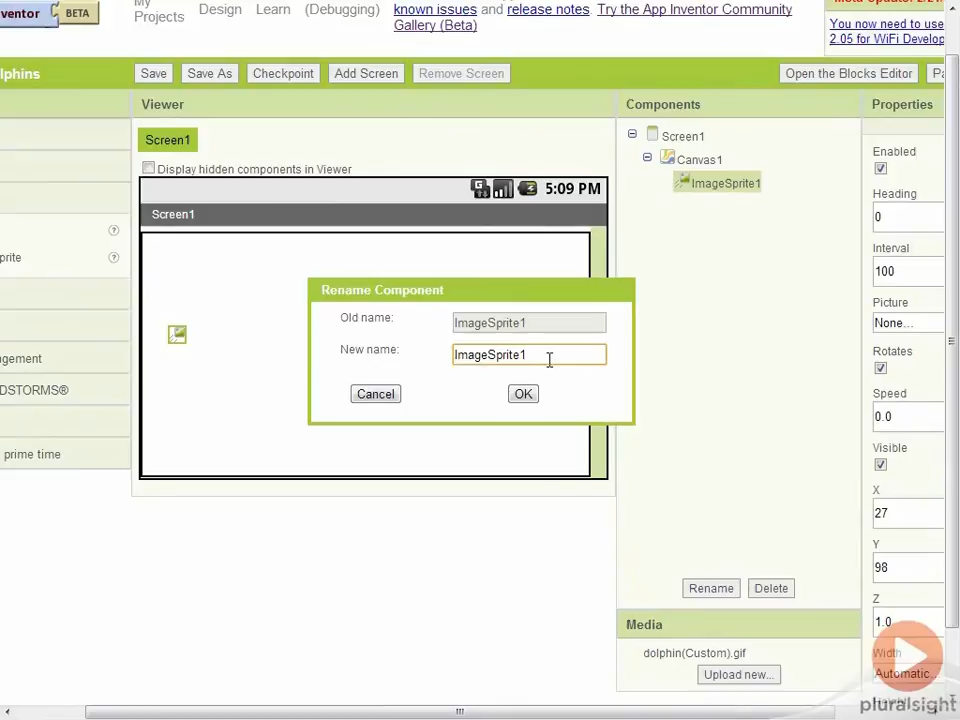 ventor BETA
My
Projects
Design Learn (Debugging)
known issues and release notes. Try the App Inventor Community
Gallery (Beta)
You now need to use
2.05 for WiFi Develop
lphins
Save Save As Checkpoint Add Screen Remove Screen Open the Blocks Editor Pa
Viewer
Components
Properties
Screen1
Display hidden components in Viewer
5:09 PM
Screen1
Screen1
Canvas1
ImageSprite1
prite
gement
DSTORMS®
prime time
Rename Component
Old name: ImageSprite1
New name: ImageSprite1
Cancel OK
Rename Delete
Media
dolphin(Custom).gif
Upload new...
Enabled
Heading
0
Interval
100
Picture
None...
Rotates
Speed
0.0
Visible
X
27
Y
98
Z
1.0
Width
Automatic...
pluralsight